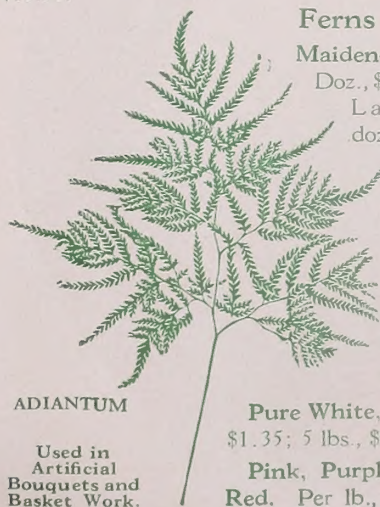 Ferns
Maiden
Doz., $
La
doz
ADIANTUM
Used in
Artificial
Bouquets and
Basket Work.
Pure White,
$1.35; 5 lbs., $
Pink, Purpl
Red. Per lb.,